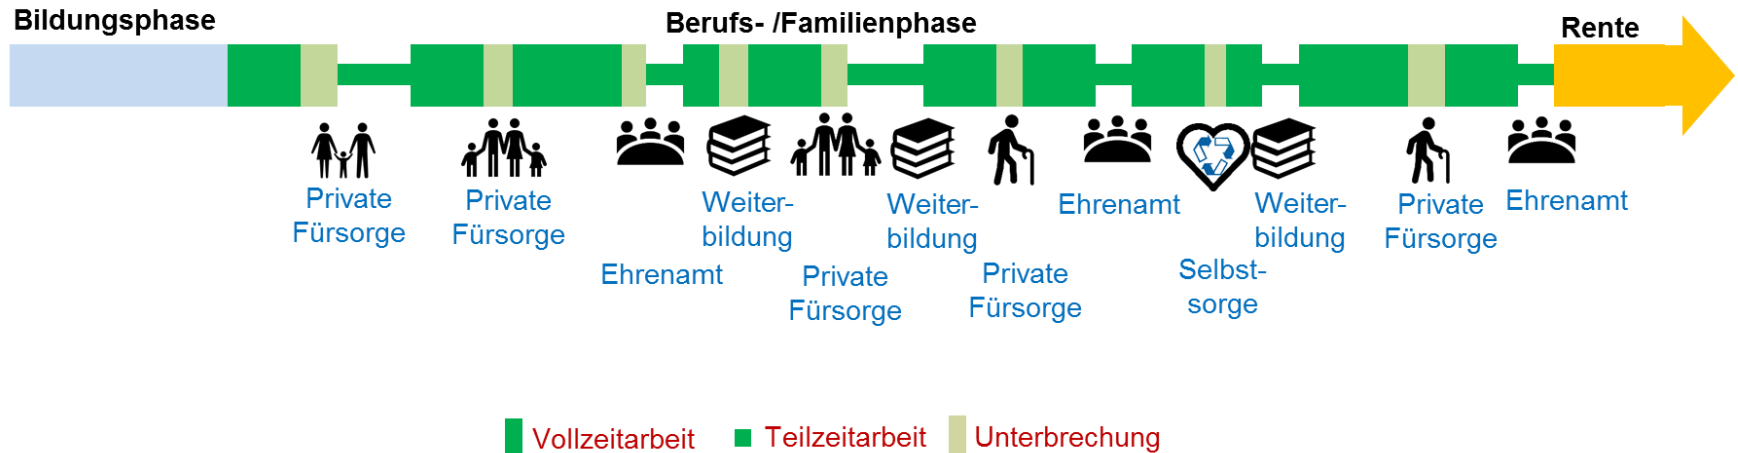 Bildungsphase
Berufs- /Familienphase
Rente
Private
Fürsorge
Private
Fürsorge
Ehrenamt
Weiter-
bildung
Private
Fürsorge
Weiter-
bildung
Private
Fürsorge
Ehrenamt
Selbst-
sorge
Weiter-
bildung
Private
Fürsorge
Ehrenamt
Vollzeitarbeit
Teilzeitarbeit
Unterbrechung